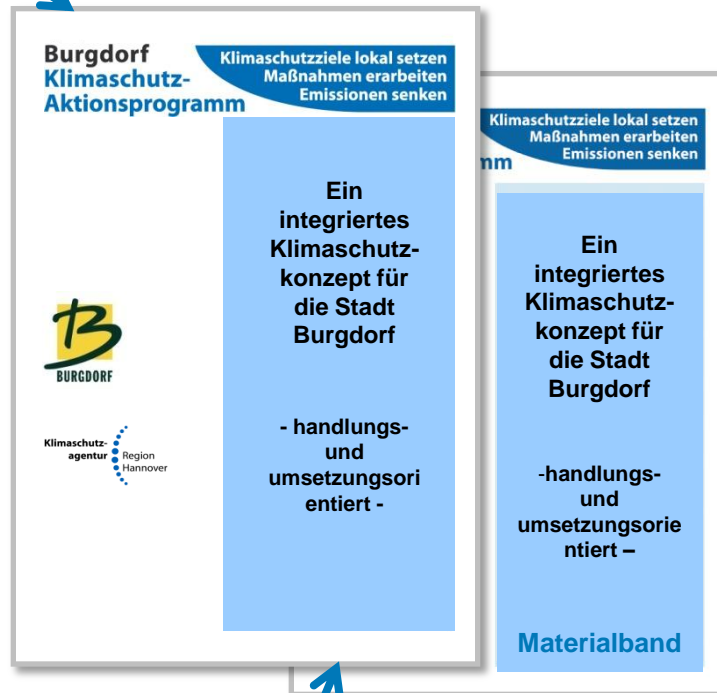 Burgdorf
Klimaschutz-
Aktionsprogramm
Klimaschutzziele lokal setzen
Maßnahmen erarbeiten
Emissionen senken
Ein
integriertes
Klimaschutz-
konzept für
die Stadt
Burgdorf
- handlungs-
und
umsetzungsori
entiert -
BURGDORF
Klimaschutz-
agentur Region
Hannover
Klimaschutzziele lokal setzen
Maßnahmen erarbeiten
Emissionen senken
mm
Ein
integriertes
Klimaschutz-
konzept für
die Stadt
Burgdorf
-handlungs-
und
umsetzungsorie
ntiert –
Materialband